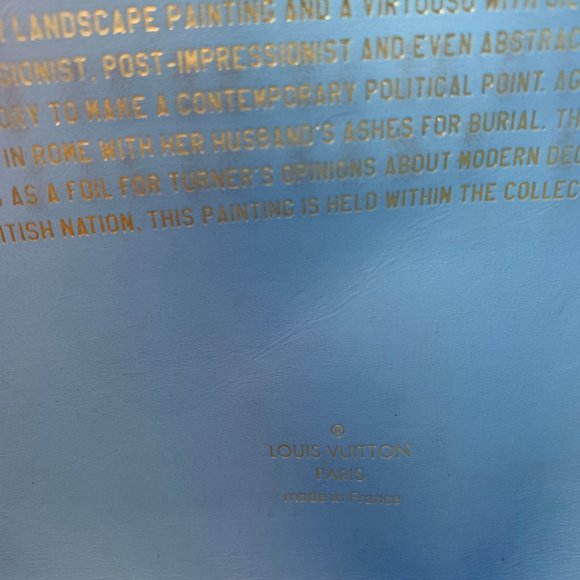 LANDSCAPE PAINTING AND A VIRTUOSO WITH
SIONIST, POST-IMPRESSIONIST AND EVEN ABSTRAC
ORY TO MAKE A CONTEMPORARY POLITICAL POINT. AG
IN ROME WITH HER HUSBAND'S ASHES FOR BURIAL. TH
AS A FOIL FOR TURNER'S OPINIONS ABOUT MODERN DEC
ITISH NATION, THIS PAINTING IS HELD WITHIN THE COLLEC
®
LOUIS VUITTON
PARIS
made in France